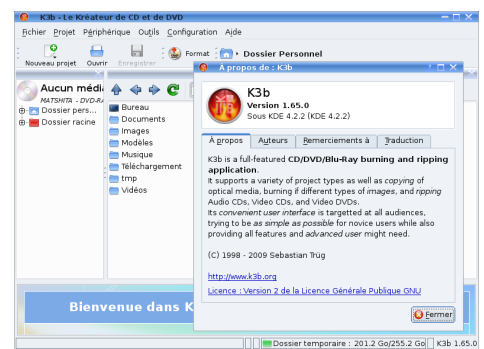 K3b - Le Kréateur de CD et de DVD
Fichier Projet Périphérique Outils Configuration Aide
Nouveau projet Ouvrir Enregistrer Format Dossier Personnel
Aucun média
MATSHITA - DVD-RA
Dossier pers...
Dossier racine
Bureau
Documents
Images
Modèles
Musique
Téléchargement
tmp
Vidéos
À propos de : K3b
K3b
Version 1.65.0
Sous KDE 4.2.2 (KDE 4.2.2)
À propos Auteurs Remerciements à Traduction
K3b is a full-featured CD/DVD/Blu-Ray burning and ripping
application.
It supports a variety of project types as well as copying of
optical media, burning if different types of images, and ripping
Audio CDs, Video CDs, and Video DVDs.
Its convenient user interface is targetted at all audiences,
trying to be as simple as possible for novice users while also
providing all features and advanced user might need.
(C) 1998 - 2009 Sebastian Trüg
http://www.k3b.org
Licence : Version 2 de la Licence Générale Publique GNU
Fermer
Bienvenue dans K
Dossier temporaire : 201.2 Go/255.2 Go K3b 1.65.0